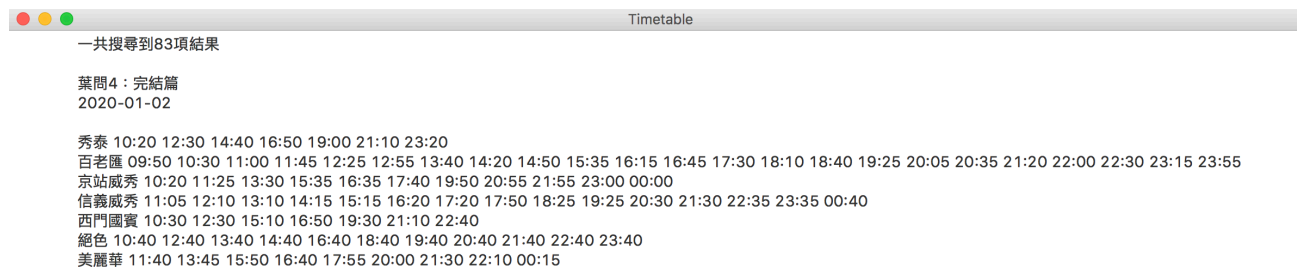 Timetable
一共搜尋到83項結果
葉問4：完結篇
2020-01-02
秀泰 10:20 12:30 14:40 16:50 19:00 21:10 23:20
百老匯 09:50 10:30 11:00 11:45 12:25 12:55 13:40 14:20 14:50 15:35 16:15 16:45 17:30 18:10 18:40 19:25 20:05 20:35 21:20 22:00 22:30 23:15 23:55
京站威秀 10:20 11:25 13:30 15:35 16:35 17:40 19:50 20:55 21:55 23:00 00:00
信義威秀 11:05 12:10 13:10 14:15 15:15 16:20 17:20 17:50 18:25 19:25 20:30 21:30 22:35 23:35 00:40
西門國賓 10:30 12:30 15:10 16:50 19:30 21:10 22:40
絕色 10:40 12:40 13:40 14:40 16:40 18:40 19:40 20:40 21:40 22:40 23:40
美麗華 11:40 13:45 15:50 16:40 17:55 20:00 21:30 22:10 00:15